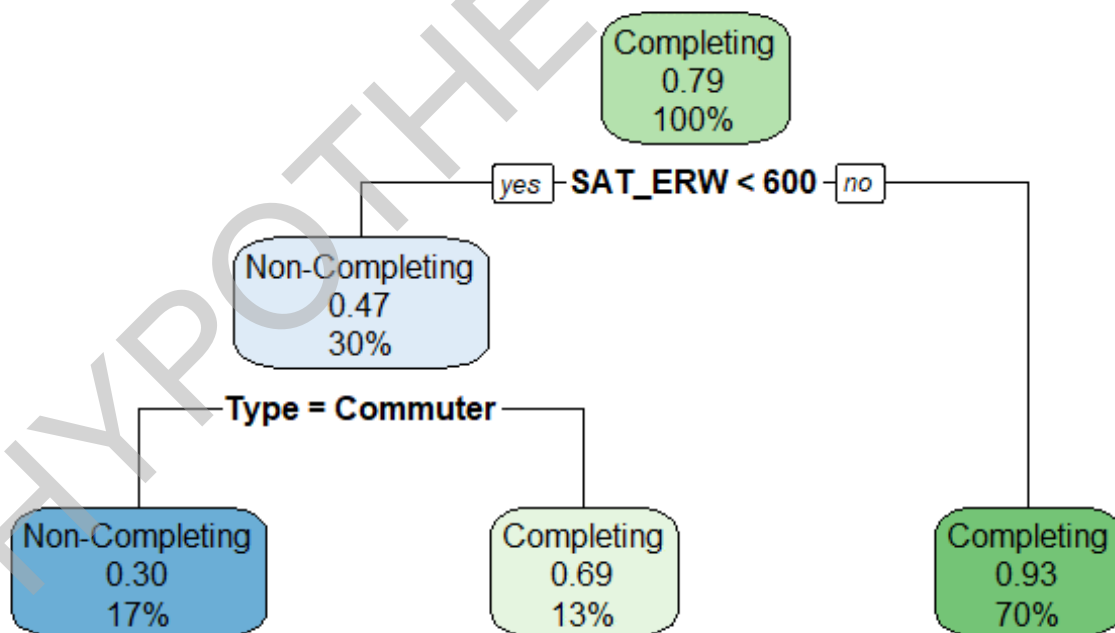 Completing
0.79
100%
yes SAT_ERW < 600 no
Non-Completing
0.47
30%
Type = Commuter
Non-Completing
0.30
17%
Completing
0.69
13%
Completing
0.93
70%
HYPOTHE